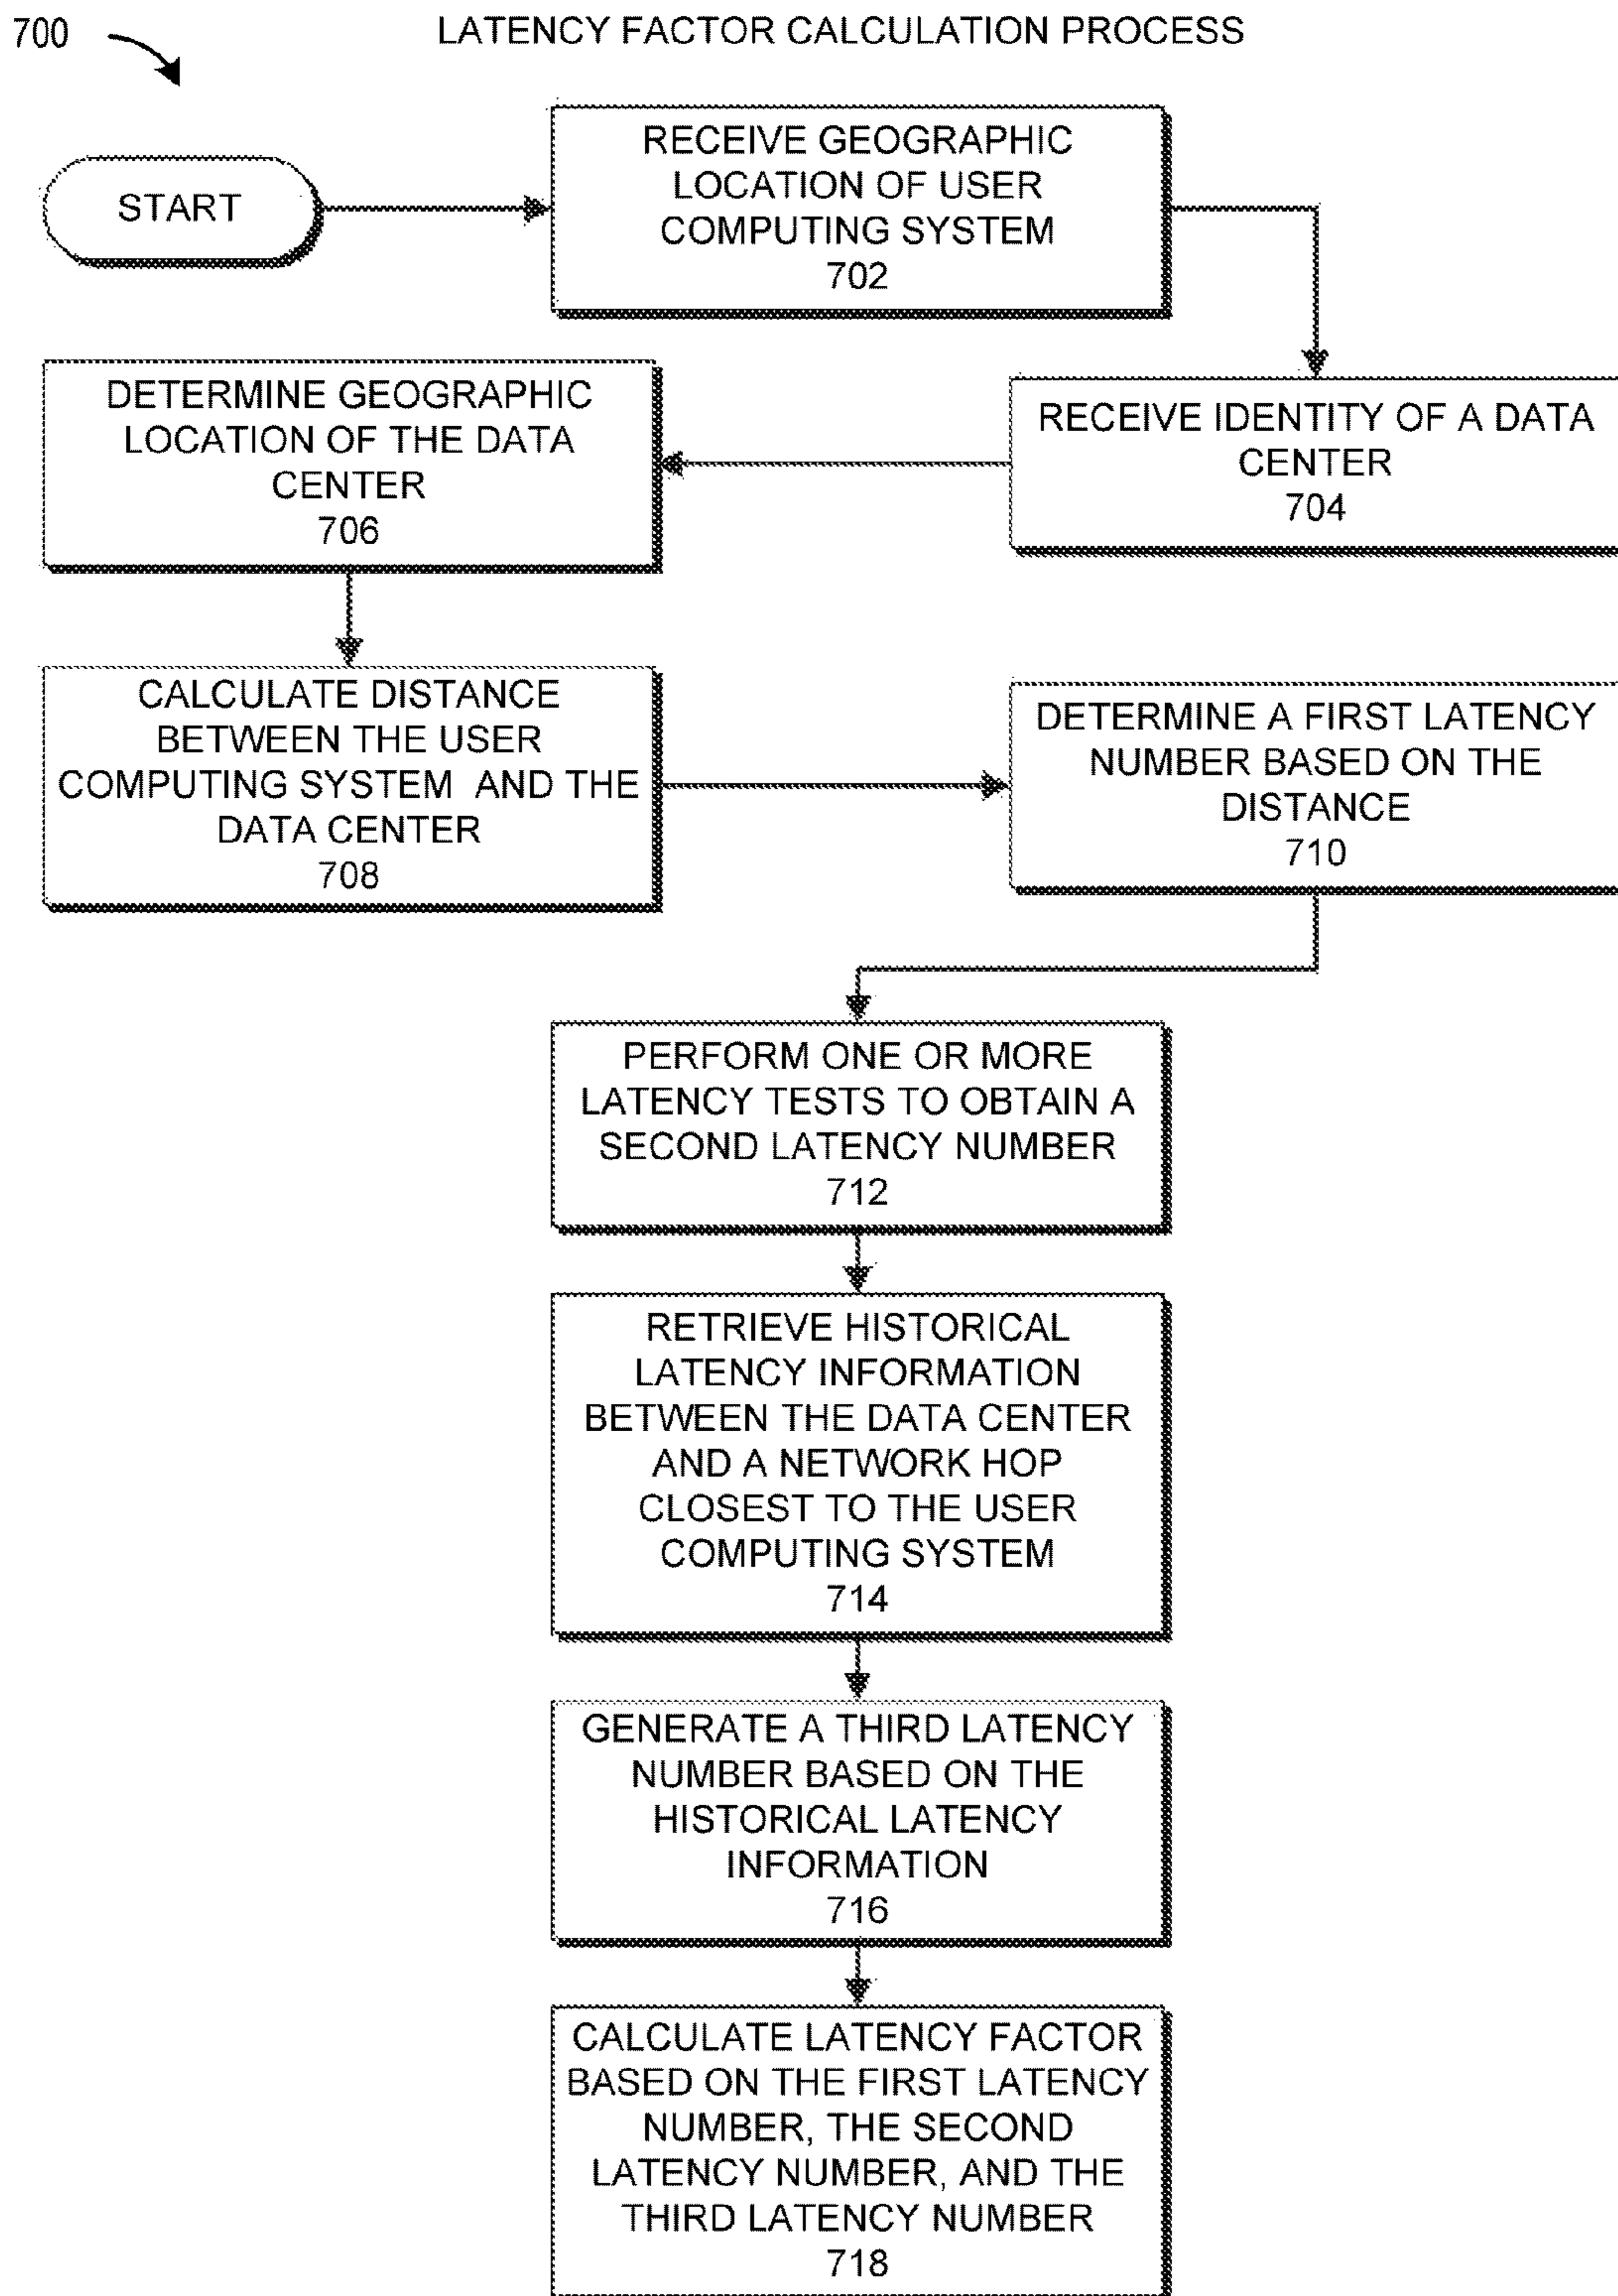 700
LATENCY FACTOR CALCULATION PROCESS
START
RECEIVE GEOGRAPHIC
LOCATION OF USER
COMPUTING SYSTEM
702
RECEIVE IDENTITY OF A DATA
CENTER
704
DETERMINE GEOGRAPHIC
LOCATION OF THE DATA
CENTER
706
CALCULATE DISTANCE
BETWEEN THE USER
COMPUTING SYSTEM AND THE
DATA CENTER
708
DETERMINE A FIRST LATENCY
NUMBER BASED ON THE
DISTANCE
710
PERFORM ONE OR MORE
LATENCY TESTS TO OBTAIN A
SECOND LATENCY NUMBER
712
RETRIEVE HISTORICAL
LATENCY INFORMATION
BETWEEN THE DATA CENTER
AND A NETWORK HOP
CLOSEST TO THE USER
COMPUTING SYSTEM
714
GENERATE A THIRD LATENCY
NUMBER BASED ON THE
HISTORICAL LATENCY
INFORMATION
716
CALCULATE LATENCY FACTOR
BASED ON THE FIRST LATENCY
NUMBER, THE SECOND
LATENCY NUMBER, AND THE
THIRD LATENCY NUMBER
718